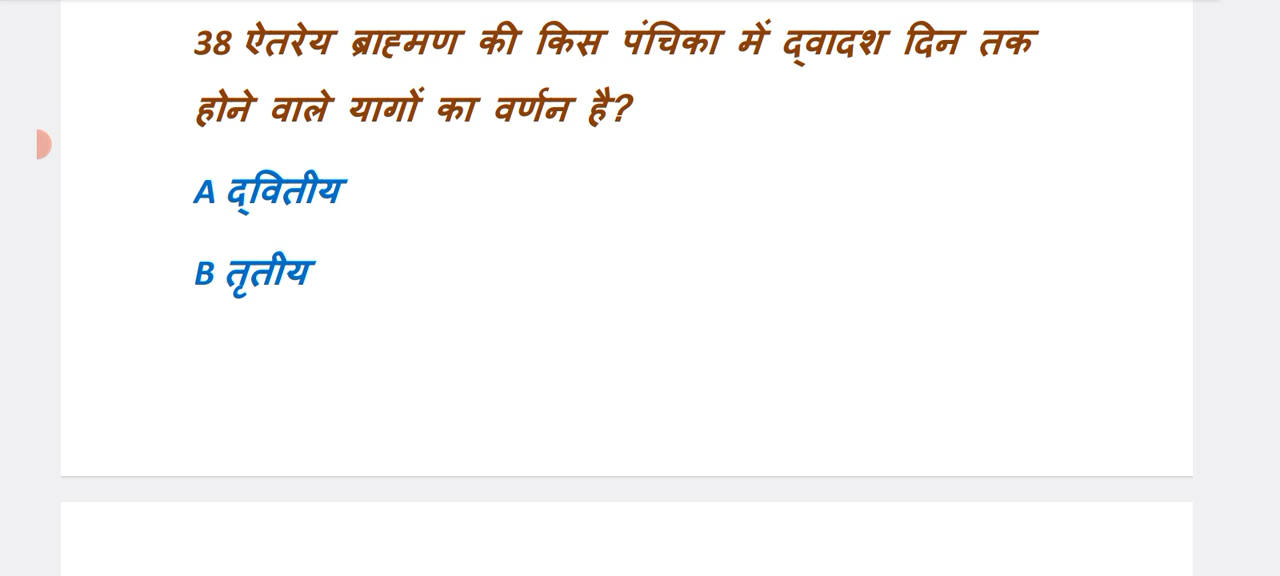 38 ऐतरेय ब्राह्मण की किस पंचिका में द्वादश दिन तक
होने वाले यागों का वर्णन है?
A द्वितीय
B तृतीय